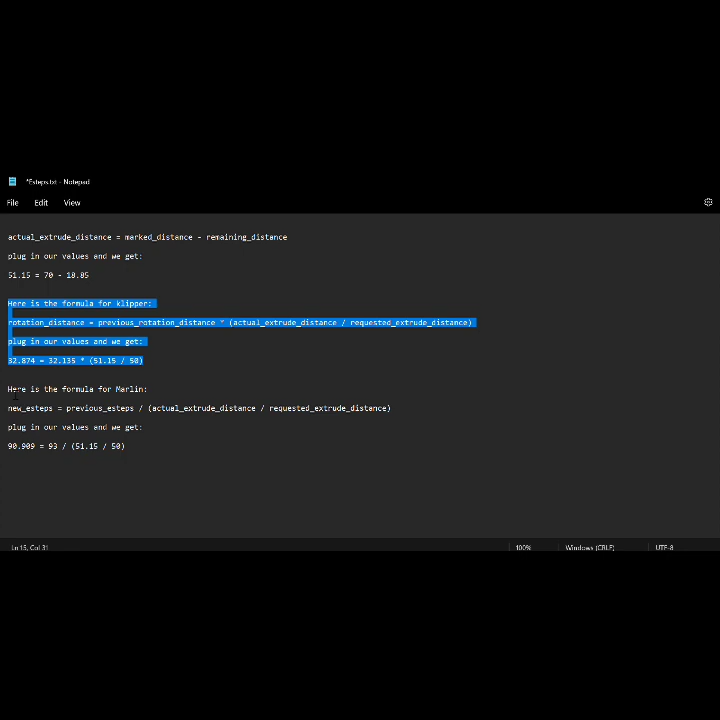 *Esteps.txt - Notepad
File Edit View
actual_extrude_distance = marked_distance - remaining_distance
plug in our values and we get:
51.15 = 70 - 18.85
Here is the formula for klipper:
rotation_distance = previous_rotation_distance * (actual_extrude_distance / requested_extrude_distance)
plug in our values and we get:
32.874 = 32.135 * (51.15 / 50)
Here is the formula for Marlin:
new_esteps = previous_esteps / (actual_extrude_distance / requested_extrude_distance)
plug in our values and we get:
90.909 = 93 / (51.15 / 50)
Ln 15, Col 31 100% Windows (CRLF) UTF-8